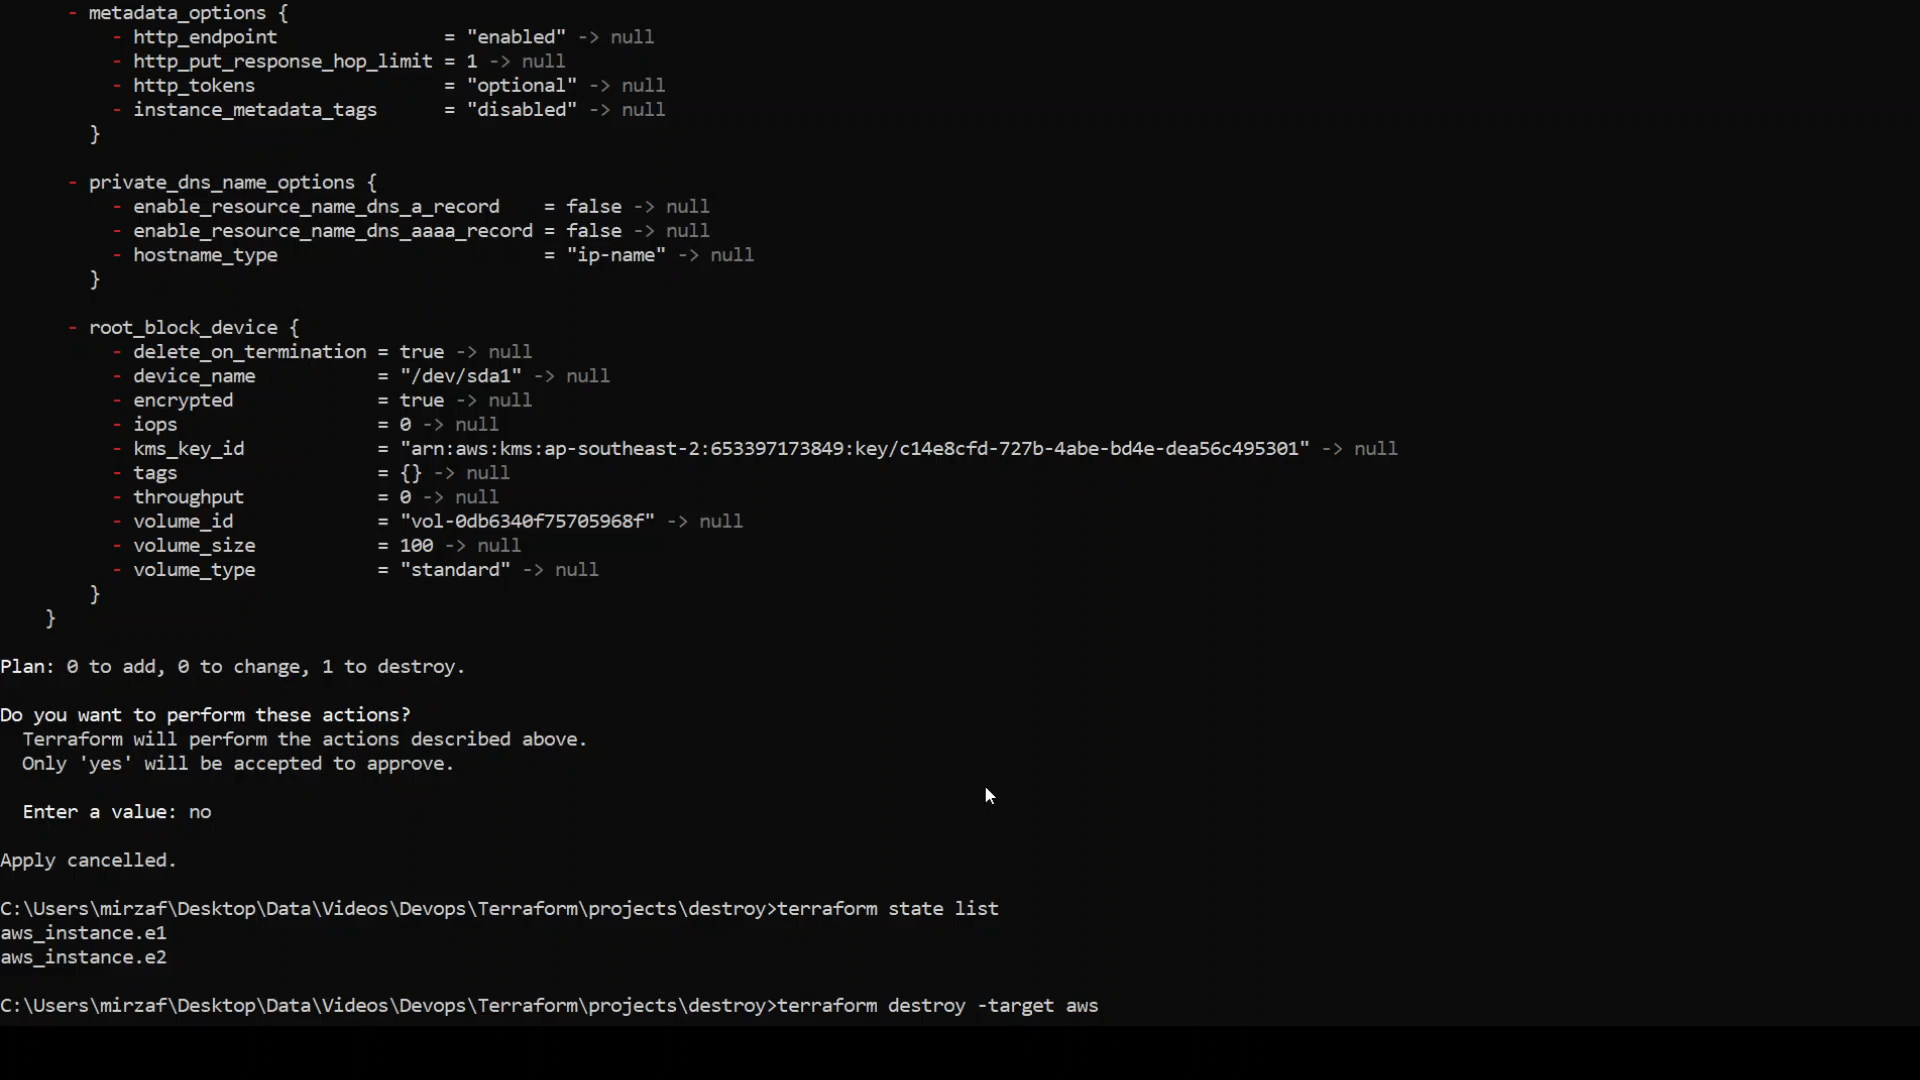 - metadata_options {
- http_endpoint = "enabled" -> null
- http_put_response_hop_limit = 1 -> null
- http_tokens = "optional" -> null
- instance_metadata_tags = "disabled" -> null
}
- private_dns_name_options {
- enable_resource_name_dns_a_record = false -> null
- enable_resource_name_dns_aaaa_record = false -> null
- hostname_type = "ip-name" -> null
}
- root_block_device {
- delete_on_termination = true -> null
- device_name = "/dev/sda1" -> null
- encrypted = true -> null
- iops = 0 -> null
- kms_key_id = "arn:aws:kms:ap-southeast-2:653397173849:key/c14e8cfd-727b-4abe-bd4e-dea56c495301" -> null
- tags = {} -> null
- throughput = 0 -> null
- volume_id = "vol-0db6340f75705968f" -> null
- volume_size = 100 -> null
- volume_type = "standard" -> null
}
}
Plan: 0 to add, 0 to change, 1 to destroy.
Do you want to perform these actions?
Terraform will perform the actions described above.
Only 'yes' will be accepted to approve.
Enter a value: no
Apply cancelled.
C:\Users\mirzaf\Desktop\Data\Videos\Devops\Terraform\projects\destroy>terraform state list
aws_instance.e1
aws_instance.e2
C:\Users\mirzaf\Desktop\Data\Videos\Devops\Terraform\projects\destroy>terraform destroy -target aws